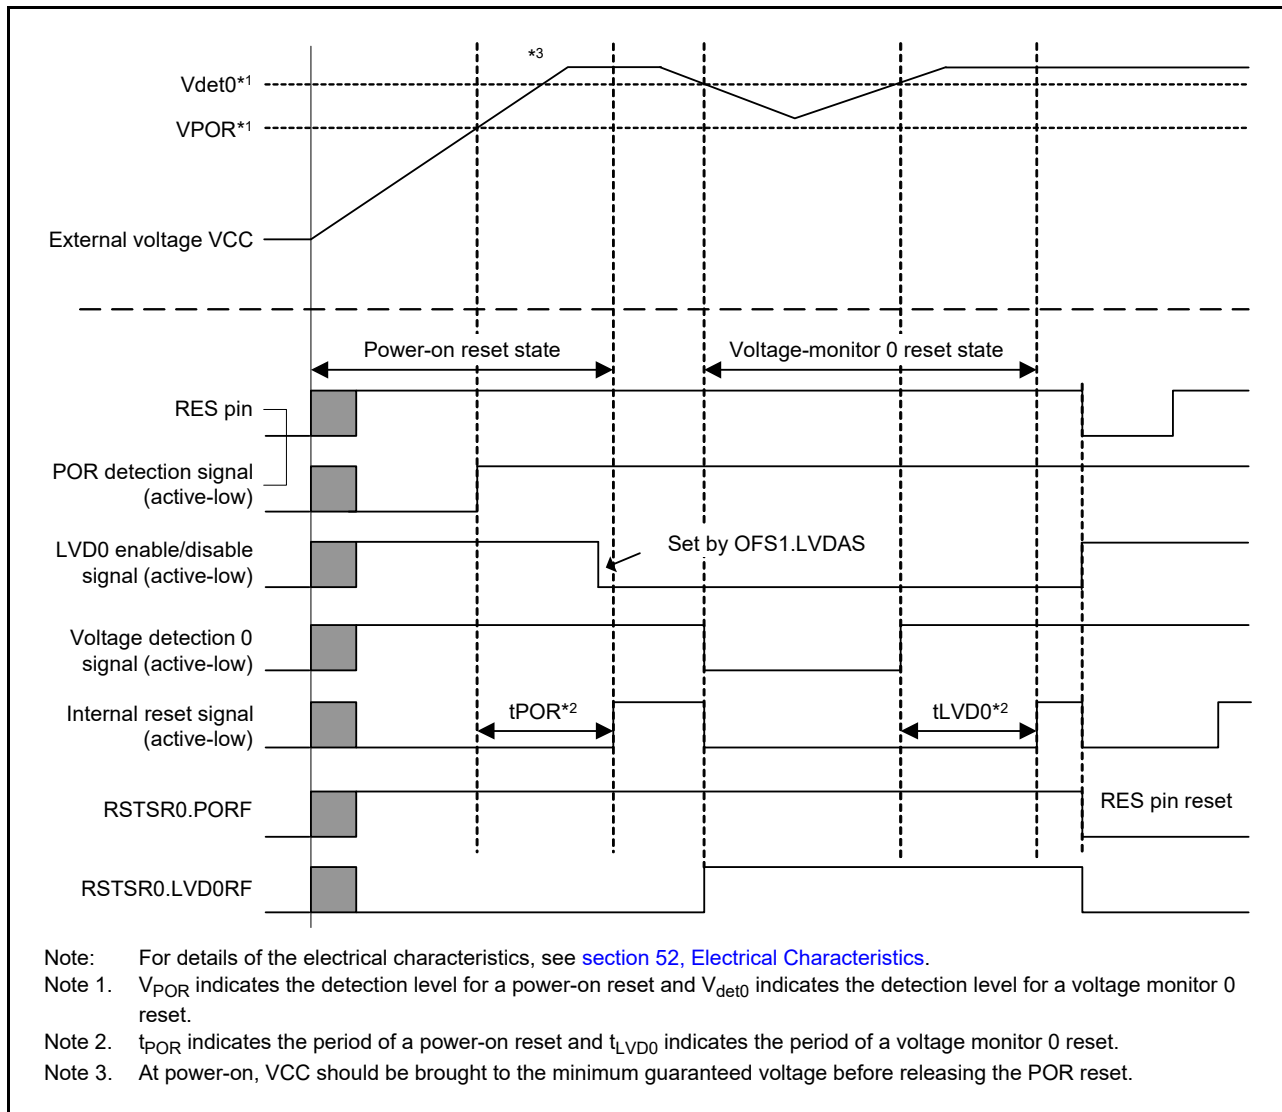 *3
Vdet0*1
VPOR*1
External voltage VCC
Power-on reset state
Voltage-monitor 0 reset state
RES pin
POR detection signal
(active-low)
LVD0 enable/disable
signal (active-low)
Set by OFS1.LVDAS
Voltage detection 0
signal (active-low)
Internal reset signal
(active-low)
tPOR*2
tLVD0*2
RSTSR0.PORF
RES pin reset
RSTSR0.LVD0RF
Note: For details of the electrical characteristics, see section 52, Electrical Characteristics.
Note 1. VPOR indicates the detection level for a power-on reset and Vdet0 indicates the detection level for a voltage monitor 0
reset.
Note 2. tPOR indicates the period of a power-on reset and tLVD0 indicates the period of a voltage monitor 0 reset.
Note 3. At power-on, VCC should be brought to the minimum guaranteed voltage before releasing the POR reset.